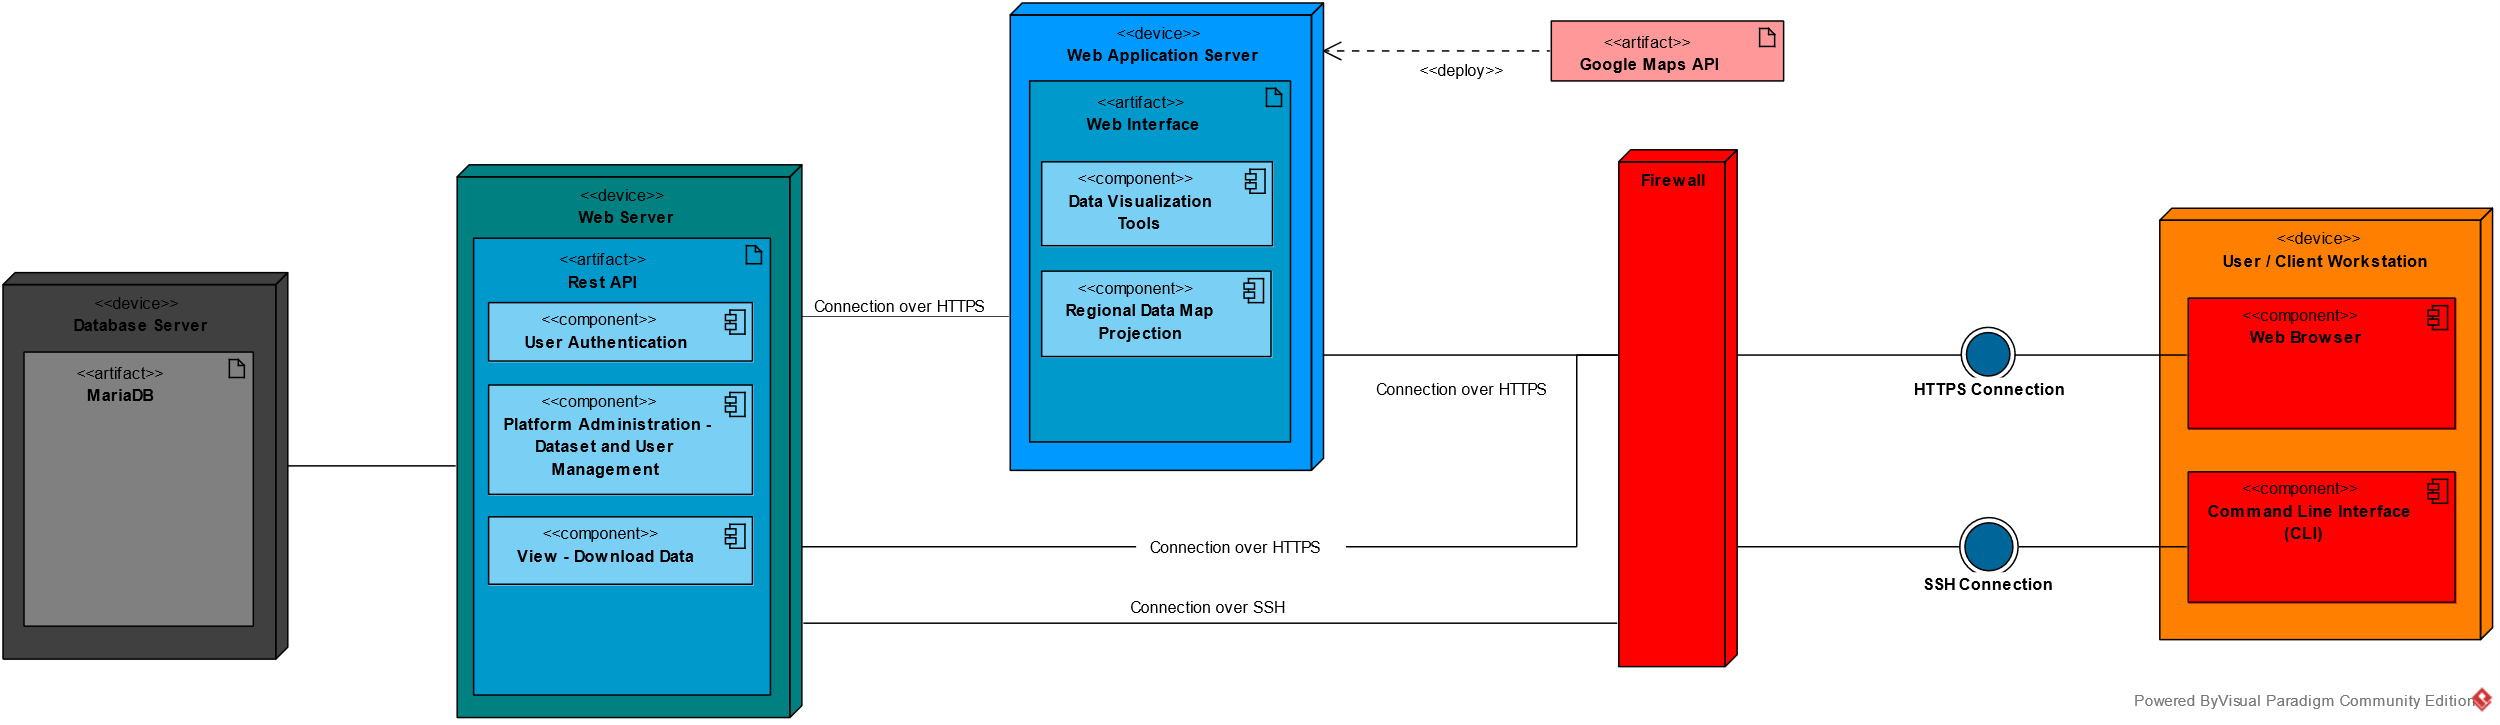 <<device>>
Database Server
<<artifact>>
MariaDB
<<device>>
Web Server
<<artifact>>
Rest API
<<component>>
User Authentication
<<component>>
Platform Administration -
Dataset and User
Management
<<component>>
View - Download Data
Connection over HTTPS
<<device>>
Web Application Server
<<artifact>>
Web Interface
<<component>>
Data Visualization
Tools
<<component>>
Regional Data Map
Projection
<<deploy>>
<<artifact>>
Google Maps API
Connection over HTTPS
Connection over HTTPS
Connection over SSH
Firewall
HTTPS Connection
SSH Connection
<<device>>
User / Client Workstation
<<component>>
Web Browser
<<component>>
Command Line Interface
(CLI)
Powered ByVisual Paradigm Community Edition